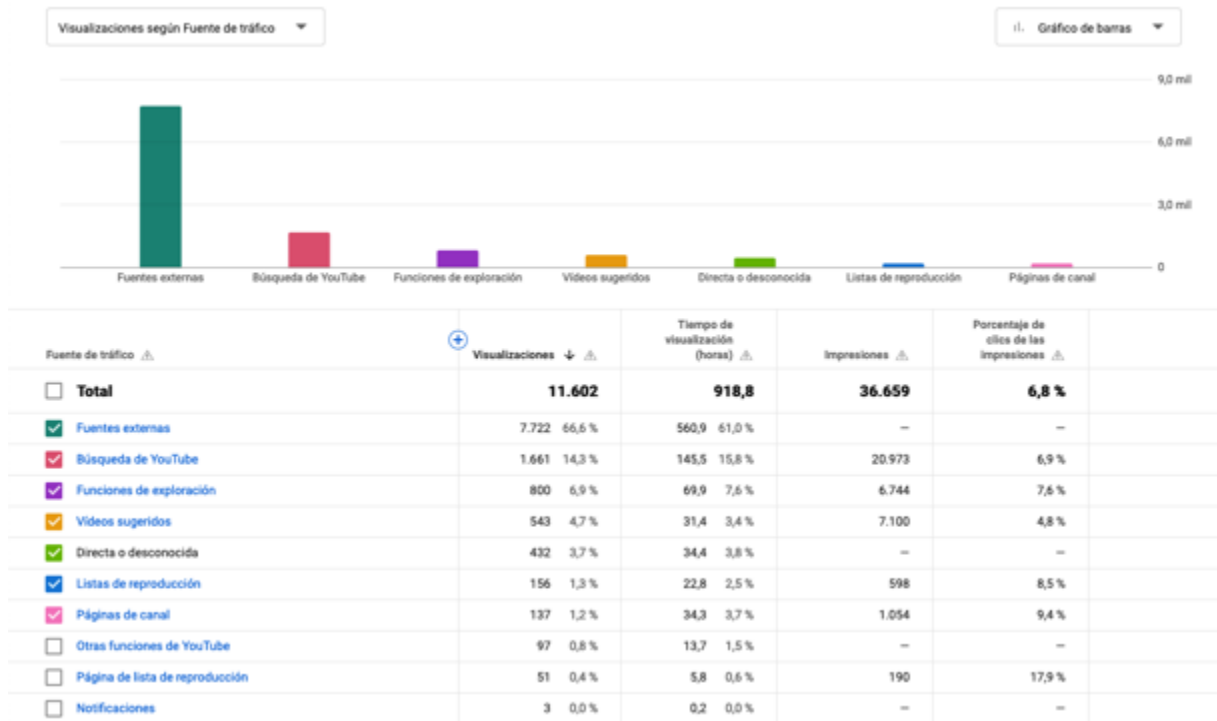 Visualizaciones según Fuente de tráfico
Gráfico de barras
9,0 mil
6,0 mil
3,0 mil
0
Fuentes externas Búsqueda de YouTube Funciones de exploración Vídeos sugeridos Directa o desconocida Listas de reproducción Páginas de canal
Fuente de tráfico Visualizaciones Tiempo de visualización (horas) Impresiones Porcentaje de clics de las impresiones
Total 11.602 918,8 36.659 6,8 %
Fuentes externas 7.722 66,6 % 560,9 61,0 % — —
Búsqueda de YouTube 1.661 14,3 % 145,5 15,8 % 20.973 6,9 %
Funciones de exploración 800 6,9 % 69,9 7,6 % 6.744 7,6 %
Vídeos sugeridos 543 4,7 % 31,4 3,4 % 7.100 4,8 %
Directa o desconocida 432 3,7 % 34,4 3,8 % — —
Listas de reproducción 156 1,3 % 22,8 2,5 % 598 8,5 %
Páginas de canal 137 1,2 % 34,3 3,7 % 1.054 9,4 %
Otras funciones de YouTube 97 0,8 % 13,7 1,5 % — —
Página de lista de reproducción 51 0,4 % 5,8 0,6 % 190 17,9 %
Notificaciones 3 0,0 % 0,2 0,0 % — —